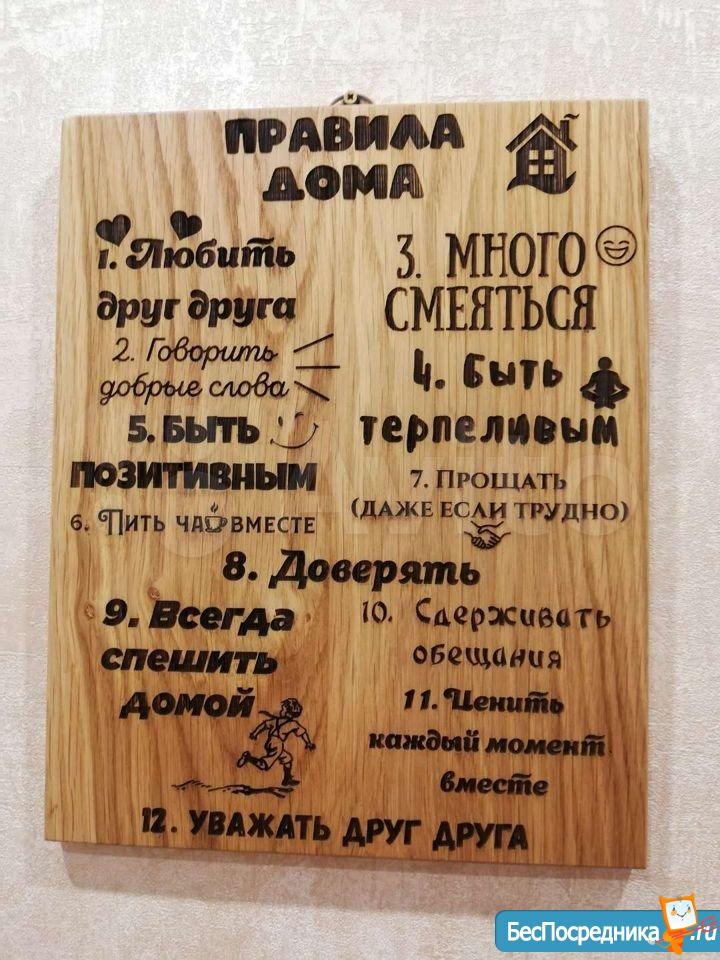 ПРАВИЛА
ДОМА
1. Любить
друг друга
2. Говорить
добрые слова
3. МНОГО
СМЕЯТЬСЯ
4. Быть
терпеливым
5. БЫТЬ
ПОЗИТИВНЫМ
6. Пить чай вместе
7. Прощать
(даже если трудно)
8. Доверять
9. Всегда
спешить
домой
10. Сдерживать
обещания
11. Ценить
каждый момент
вместе
12. УВАЖАТЬ ДРУГ ДРУГА
БесПосредника.ru